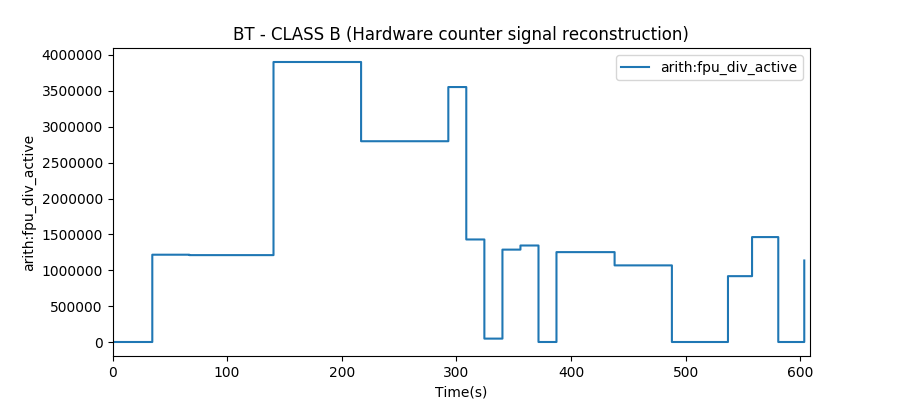 BT - CLASS B (Hardware counter signal reconstruction)
arith:fpu_div_active
4000000
3500000
3000000
2500000
2000000
1500000
1000000
500000
0
arith:fpu_div_active
0 100 200 300 400 500 600
Time(s)